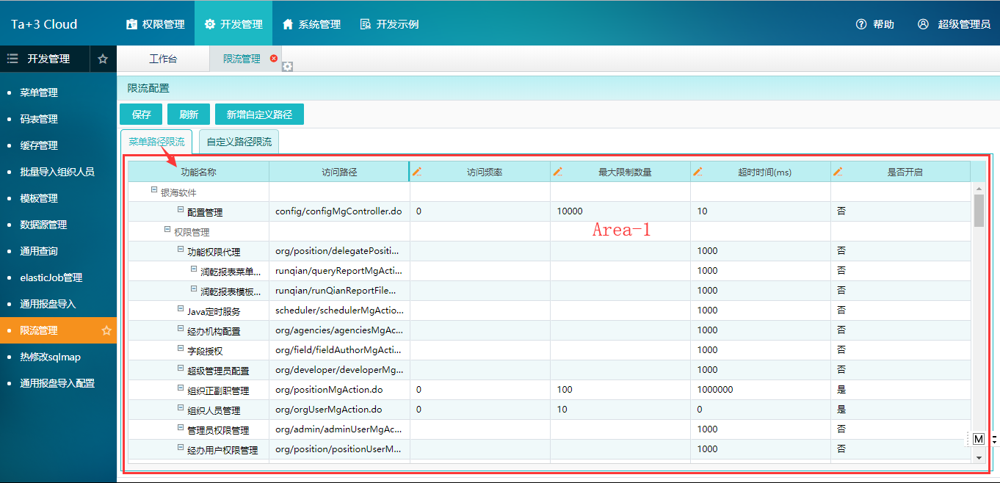 Ta+3 Cloud 权限管理 开发管理 系统管理 开发示例 帮助 超级管理员
开发管理 工作台 限流管理
菜单管理
码表管理
缓存管理
批量导入组织人员
模板管理
数据源管理
通用查询
elasticJob管理
通用报盘导入
限流管理
热修改sqlmap
通用报盘导入配置
限流配置
保存 刷新 新增自定义路径
菜单路径限流 自定义路径限流
功能名称 访问路径 访问频率 最大限制数量 超时时间(ms) 是否开启
银海软件
配置管理 config/configMgController.do 0 10000 10 否
Area-1
权限管理
功能权限代理 org/position/delegatePositi... 1000 否
润乾报表菜单... runqian/queryReportMgActi... 1000 否
润乾报表模板... runqian/runQianReportFile... 1000 否
Java定时服务 scheduler/schedulerMgActio... 1000 否
经办机构配置 org/agencies/agenciesMgAc... 1000 否
字段授权 org/field/fieldAuthorMgActi... 1000 否
超级管理员配置 org/developer/developerMg... 1000 否
组织正副职管理 org/positionMgAction.do 0 100 1000000 是
组织人员管理 org/orgUserMgAction.do 0 10 0 是
管理员权限管理 org/admin/adminUserMgAc... 1000 否
经办用户权限管理 org/position/positionUserM... 1000 否
M